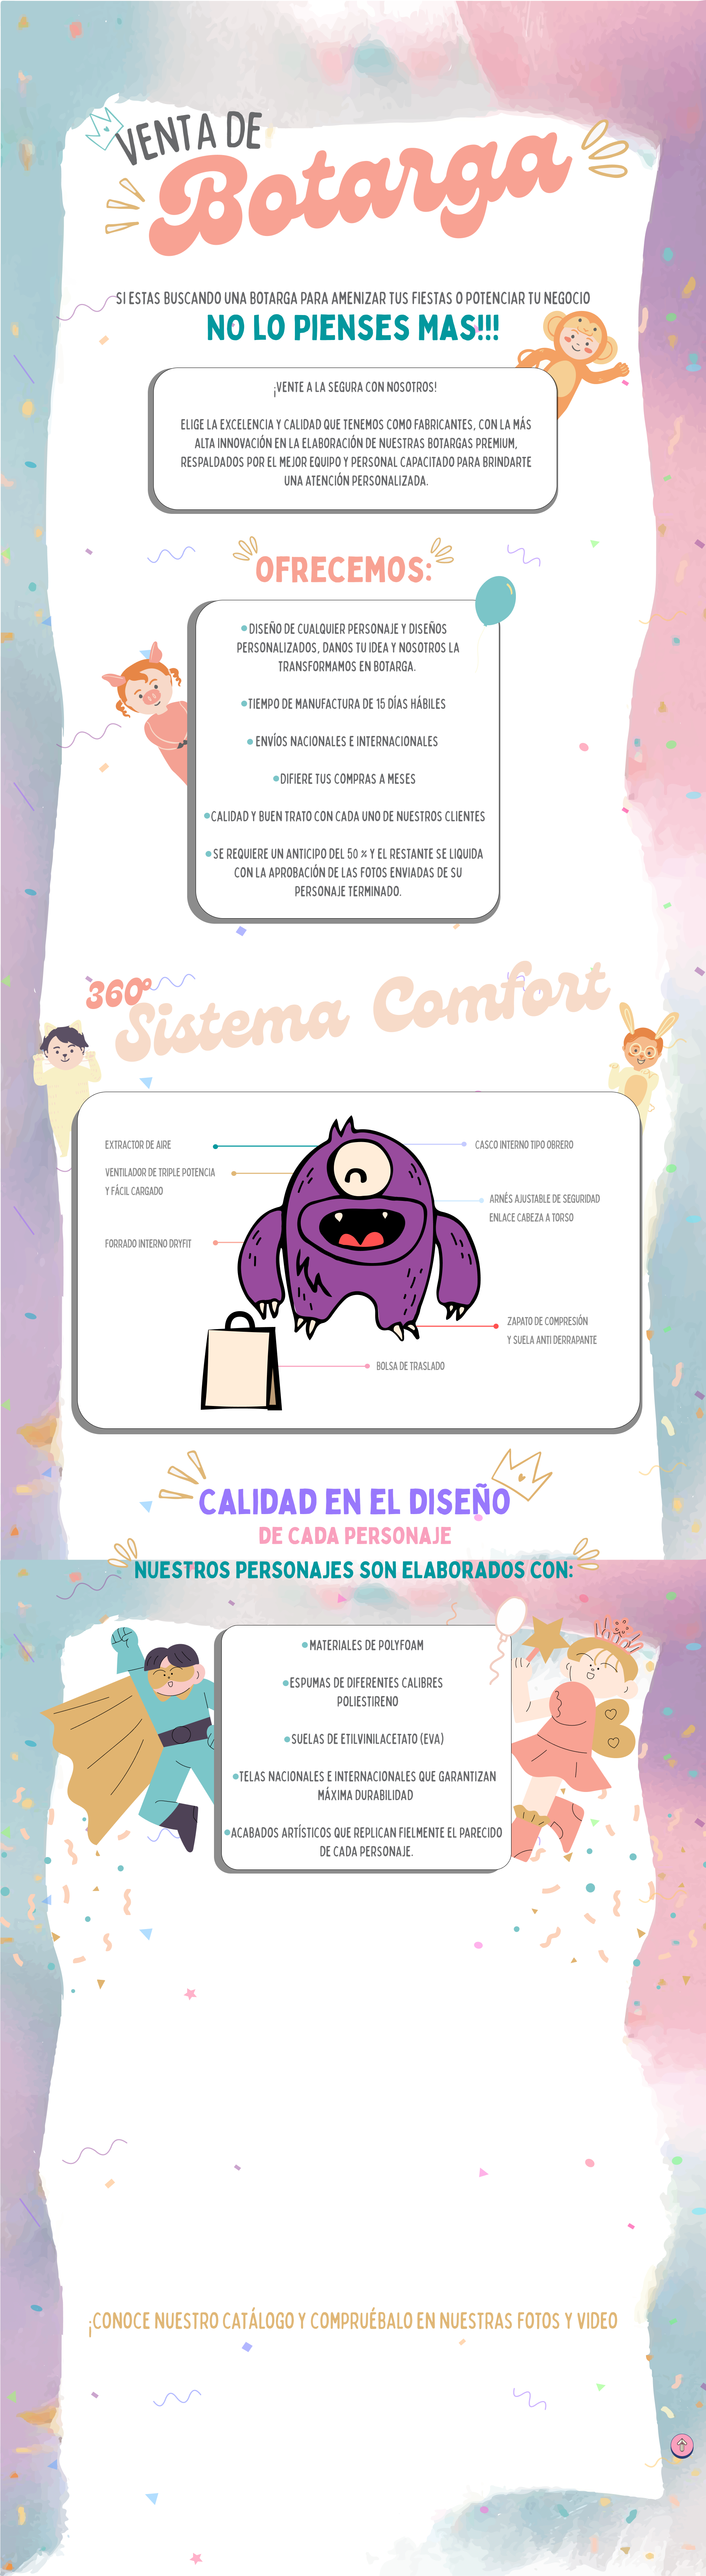 VENTA DE
Botarga
SI ESTAS BUSCANDO UNA BOTARGA PARA AMENIZAR TUS FIESTAS O POTENCIAR TU NEGOCIO
NO LO PIENSES MAS!!!
¡VENTE A LA SEGURA CON NOSOTROS!
ELIGE LA EXCELENCIA Y CALIDAD QUE TENEMOS COMO FABRICANTES, CON LA MÁS
ALTA INNOVACIÓN EN LA ELABORACIÓN DE NUESTRAS BOTARGAS PREMIUM,
RESPALDADOS POR EL MEJOR EQUIPO Y PERSONAL CAPACITADO PARA BRINDARTE
UNA ATENCIÓN PERSONALIZADA.
OFRECEMOS:
DISEÑO DE CUALQUIER PERSONAJE Y DISEÑOS
PERSONALIZADOS, DANOS TU IDEA Y NOSOTROS LA
TRANSFORMAMOS EN BOTARGA.
TIEMPO DE MANUFACTURA DE 15 DÍAS HÁBILES
ENVÍOS NACIONALES E INTERNACIONALES
DIFIERE TUS COMPRAS A MESES
CALIDAD Y BUEN TRATO CON CADA UNO DE NUESTROS CLIENTES
SE REQUIERE UN ANTICIPO DEL 50 % Y EL RESTANTE SE LIQUIDA
CON LA APROBACIÓN DE LAS FOTOS ENVIADAS DE SU
PERSONAJE TERMINADO.
360º
Sistema Comfort
EXTRACTOR DE AIRE
CASCO INTERNO TIPO OBRERO
VENTILADOR DE TRIPLE POTENCIA
Y FÁCIL CARGADO
ARNÉS AJUSTABLE DE SEGURIDAD
ENLACE CABEZA A TORSO
FORRADO INTERNO DRYFIT
ZAPATO DE COMPRESIÓN
Y SUELA ANTI DERRAPANTE
BOLSA DE TRASLADO
CALIDAD EN EL DISEÑO
DE CADA PERSONAJE
NUESTROS PERSONAJES SON ELABORADOS CON:
MATERIALES DE POLYFOAM
ESPUMAS DE DIFERENTES CALIBRES
POLIESTIRENO
SUELAS DE ETILVINILACETATO (EVA)
TELAS NACIONALES E INTERNACIONALES QUE GARANTIZAN
MÁXIMA DURABILIDAD
ACABADOS ARTÍSTICOS QUE REPLICAN FIELMENTE EL PARECIDO
DE CADA PERSONAJE.
¡CONOCE NUESTRO CATÁLOGO Y COMPRUÉBALO EN NUESTRAS FOTOS Y VIDEO